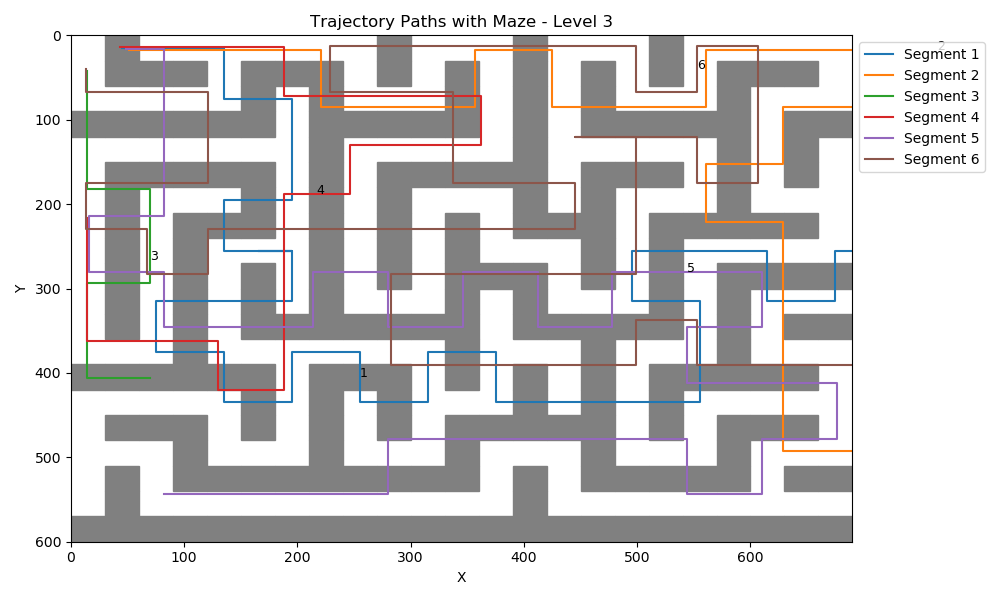 Trajectory Paths with Maze - Level 3
0
100
200
300
400
500
600
Y
0
100
200
300
400
500
600
X
1
2
3
4
5
6
Segment 1
Segment 2
Segment 3
Segment 4
Segment 5
Segment 6